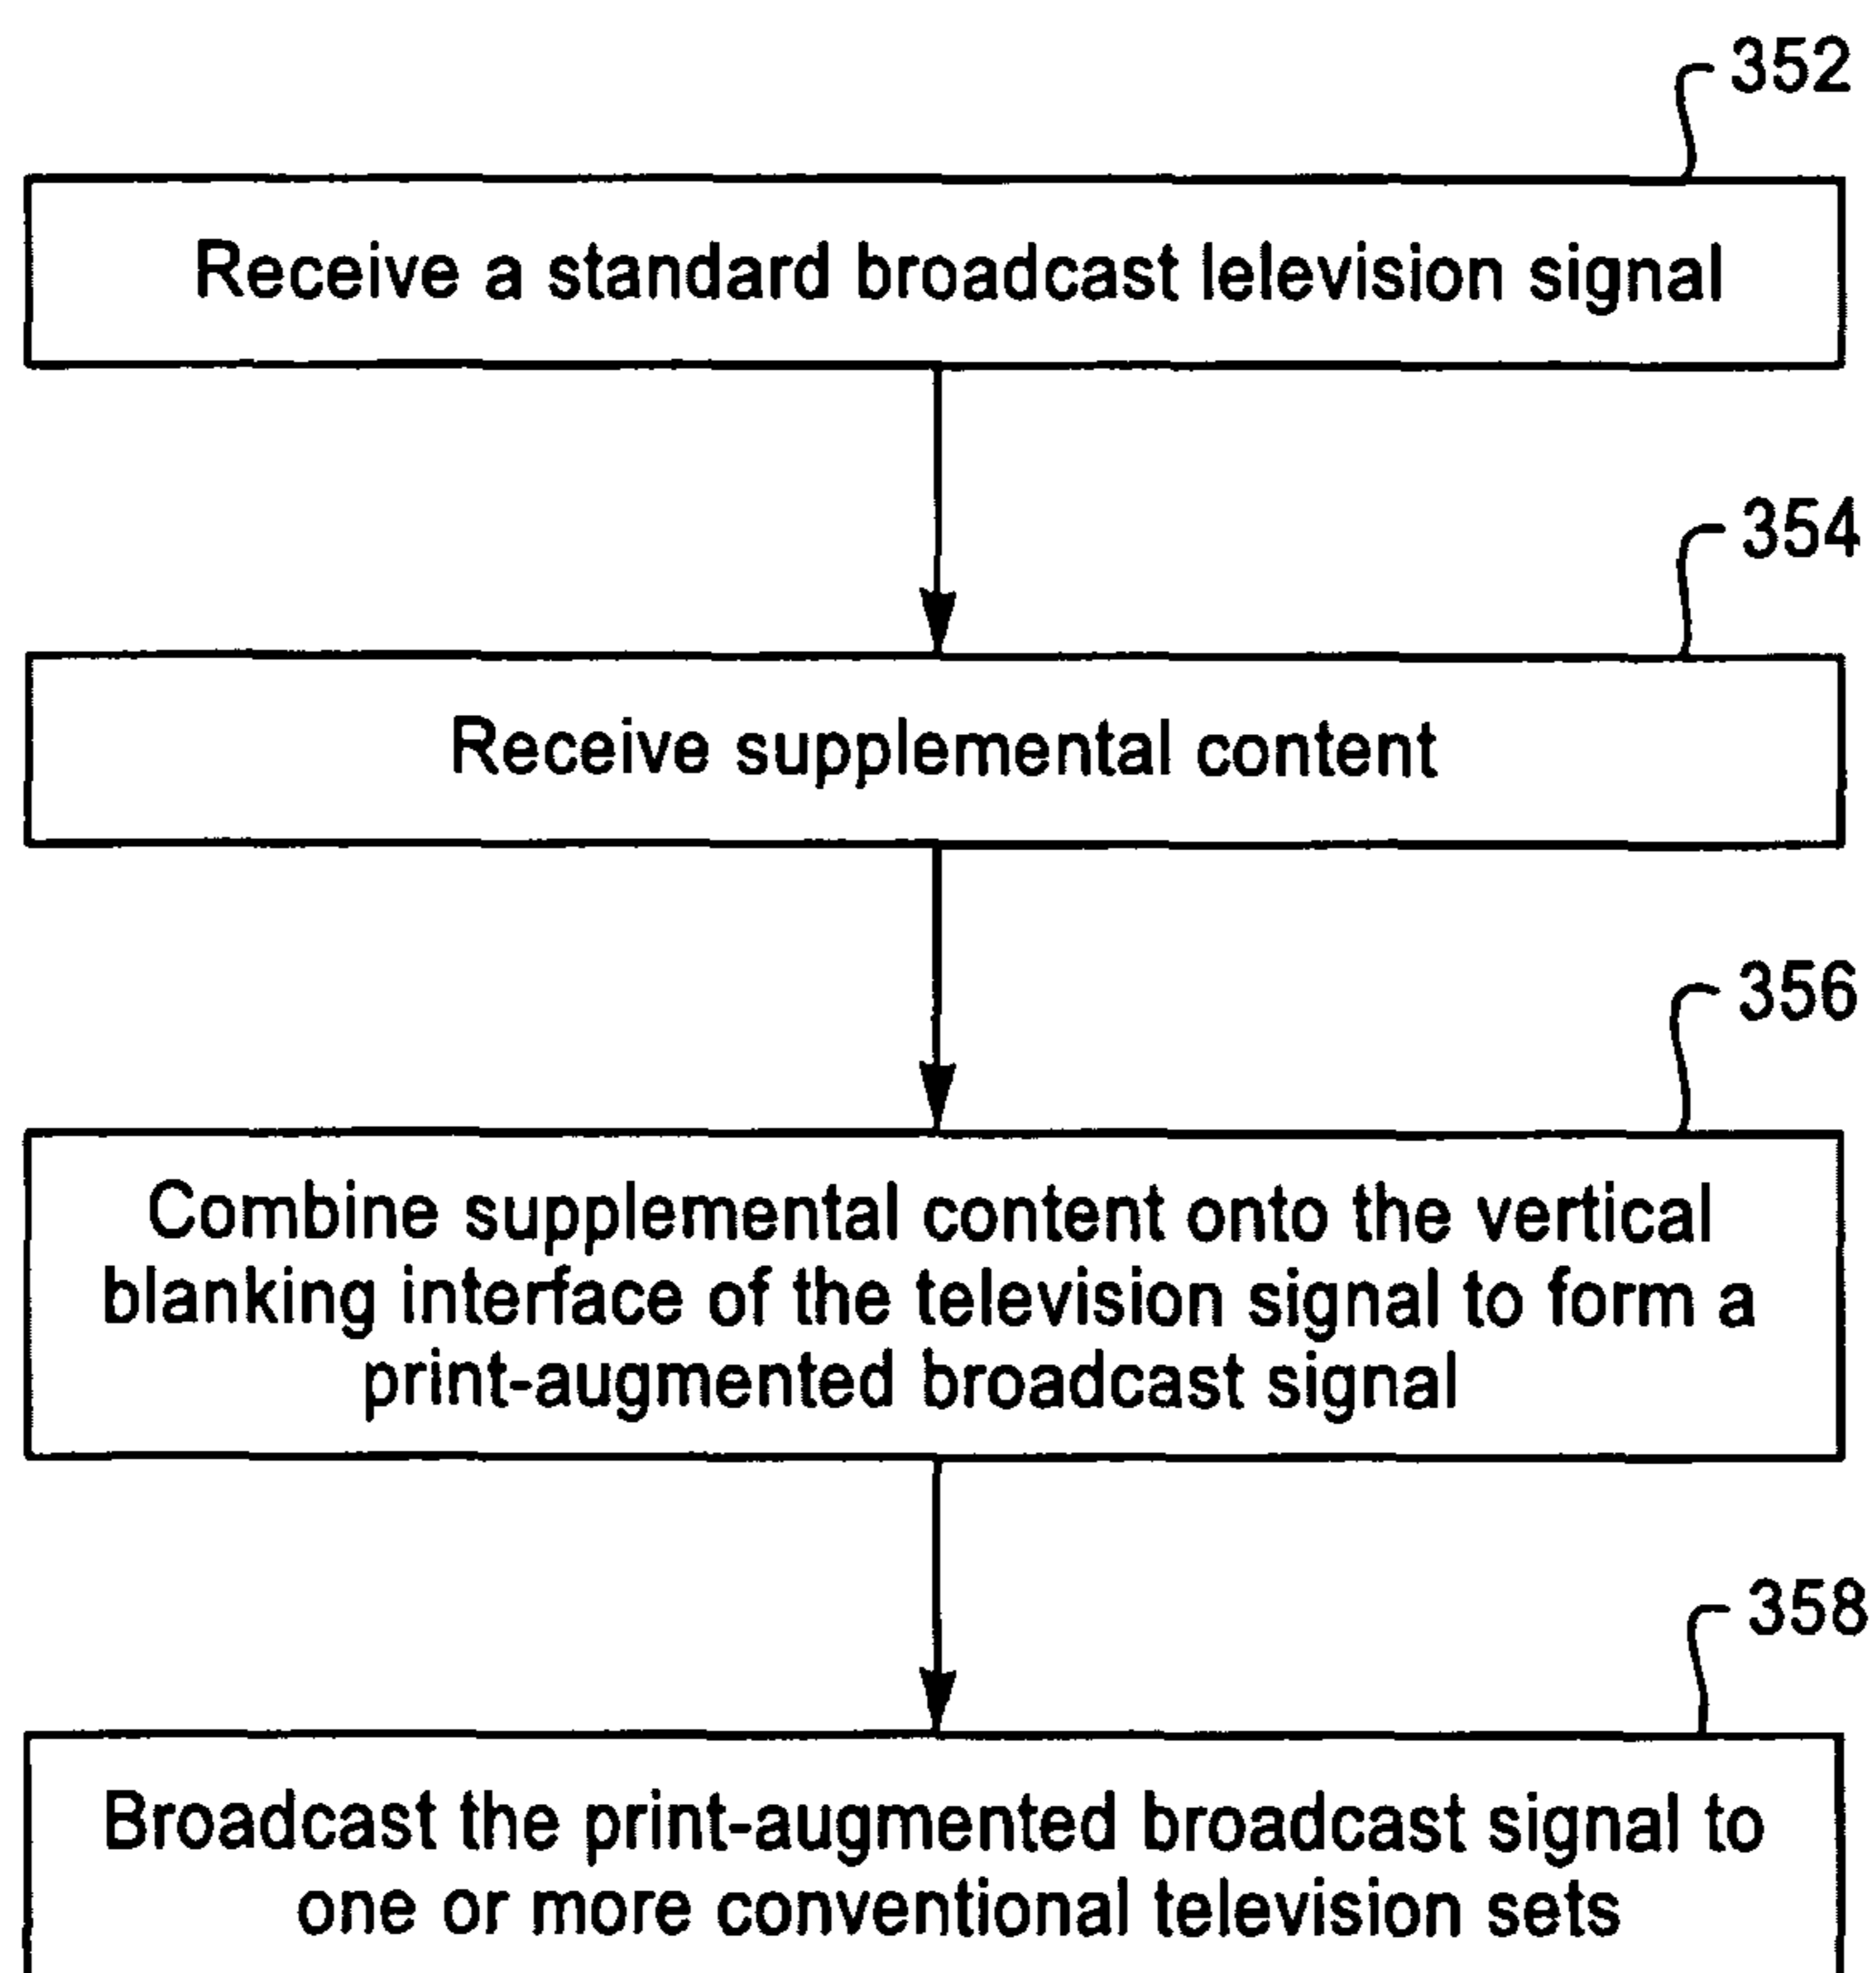 352
Receive a standard broadcast lelevision signal
354
Receive supplemental content
356
Combine supplemental content onto the vertical
blanking interface of the television signal to form a
print-augmented broadcast signal
358
Broadcast the print-augmented broadcast signal to
one or more conventional television sets